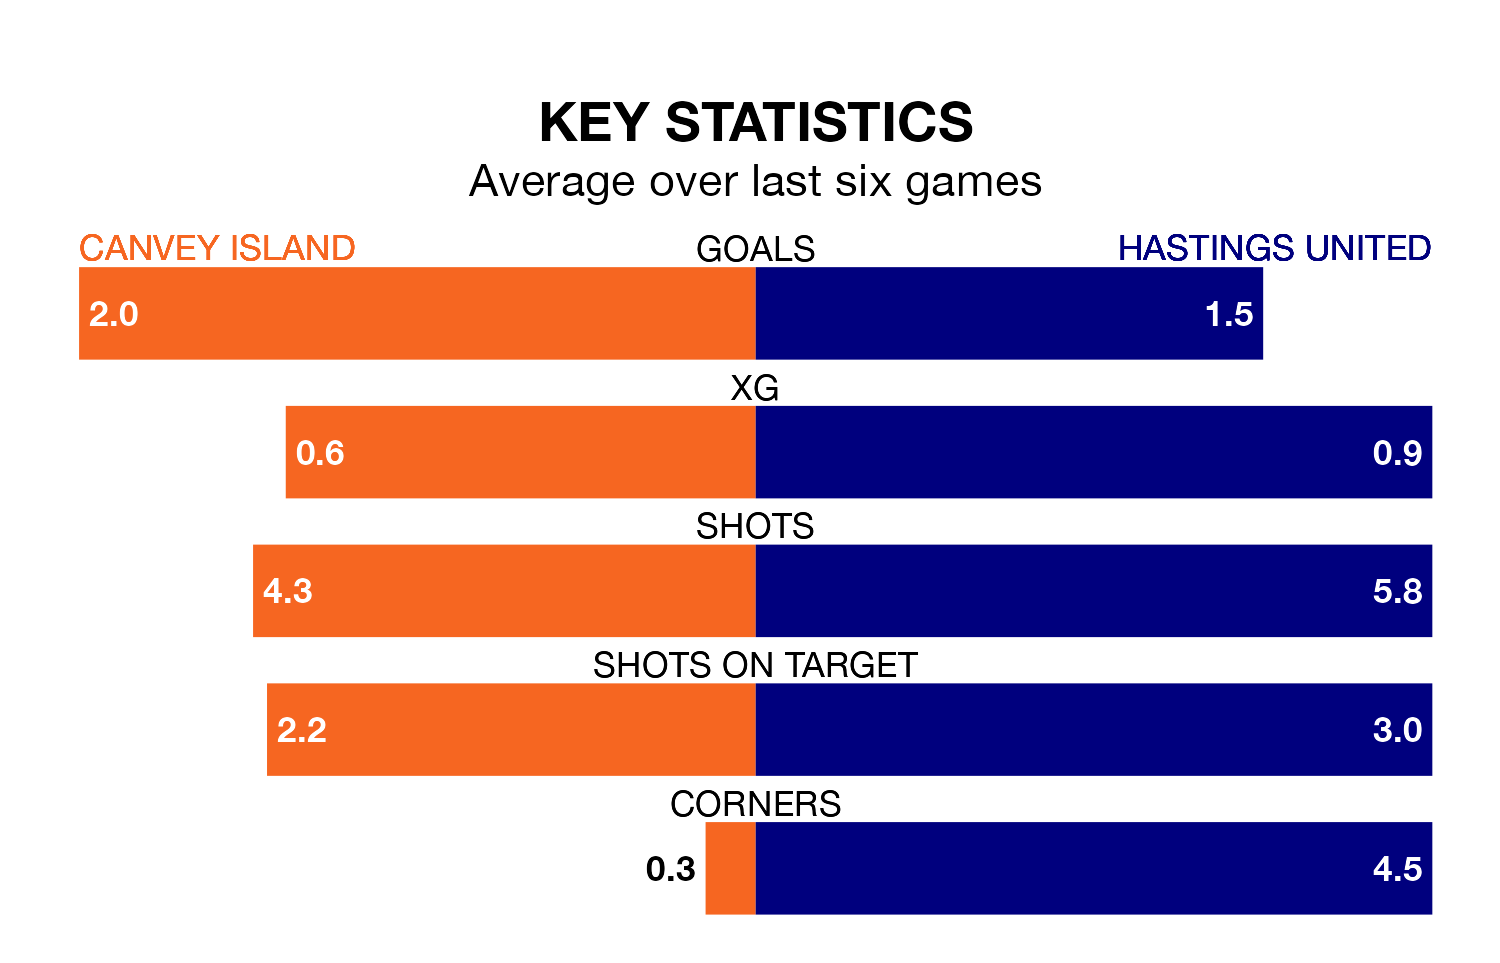 KEY STATISTICS
Average over last six games
CANVEY ISLAND GOALS HASTINGS UNITED
2.0 1.5
XG
0.6 0.9
SHOTS
4.3 5.8
SHOTS ON TARGET
2.2 3.0
CORNERS
0.3 4.5